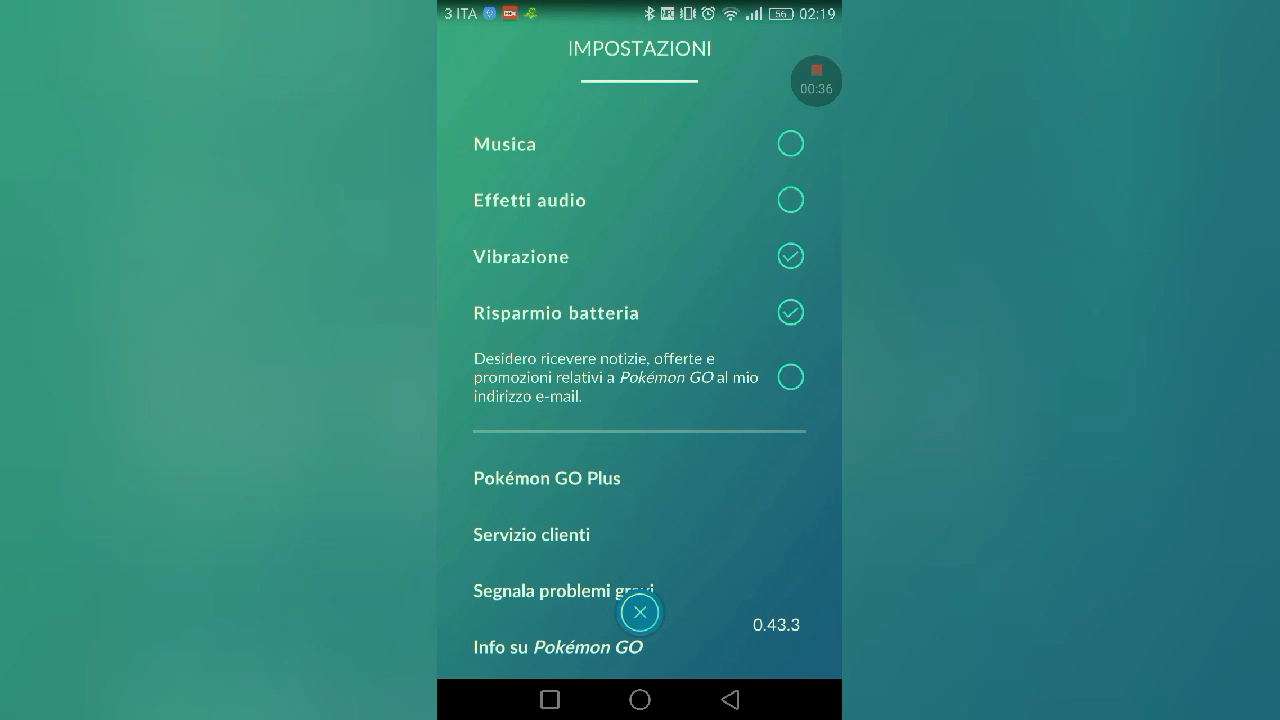 3 ITA 56 02:19
IMPOSTAZIONI
00:36
Musica
Effetti audio
Vibrazione
Risparmio batteria
Desidero ricevere notizie, offerte e
promozioni relativi a Pokémon GO al mio
indirizzo e-mail.
Pokémon GO Plus
Servizio clienti
Segnala problemi gravi
0.43.3
Info su Pokémon GO